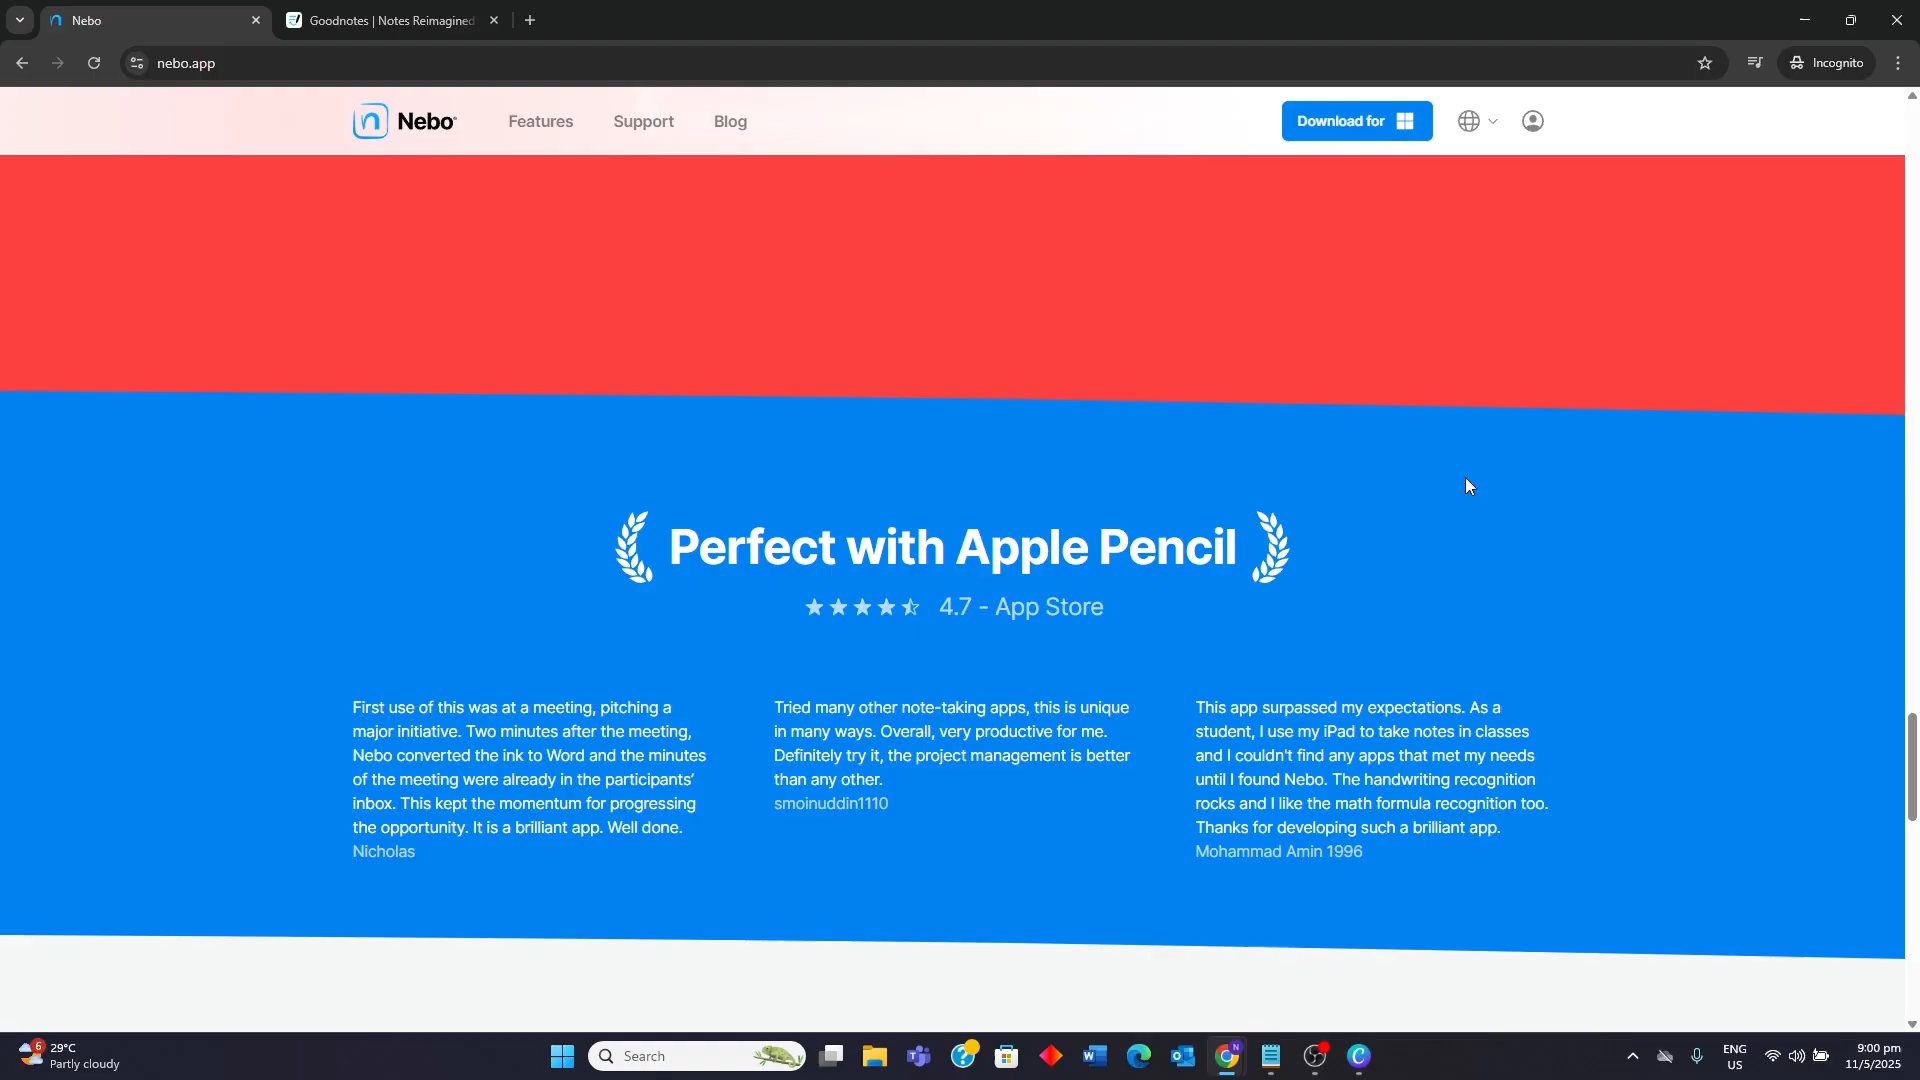 Nebo
Goodnotes | Notes Reimagined
nebo.app
Incognito
Nebo
Features
Support
Blog
Download for
Perfect with Apple Pencil
4.7 - App Store
First use of this was at a meeting, pitching a
major initiative. Two minutes after the meeting,
Nebo converted the ink to Word and the minutes
of the meeting were already in the participants’
inbox. This kept the momentum for progressing
the opportunity. It is a brilliant app. Well done.
Nicholas
Tried many other note-taking apps, this is unique
in many ways. Overall, very productive for me.
Definitely try it, the project management is better
than any other.
smoinuddin1110
This app surpassed my expectations. As a
student, I use my iPad to take notes in classes
and I couldn't find any apps that met my needs
until I found Nebo. The handwriting recognition
rocks and I like the math formula recognition too.
Thanks for developing such a brilliant app.
Mohammad Amin 1996
6
29°C
Partly cloudy
Search
ENG
US
9:00 pm
11/5/2025